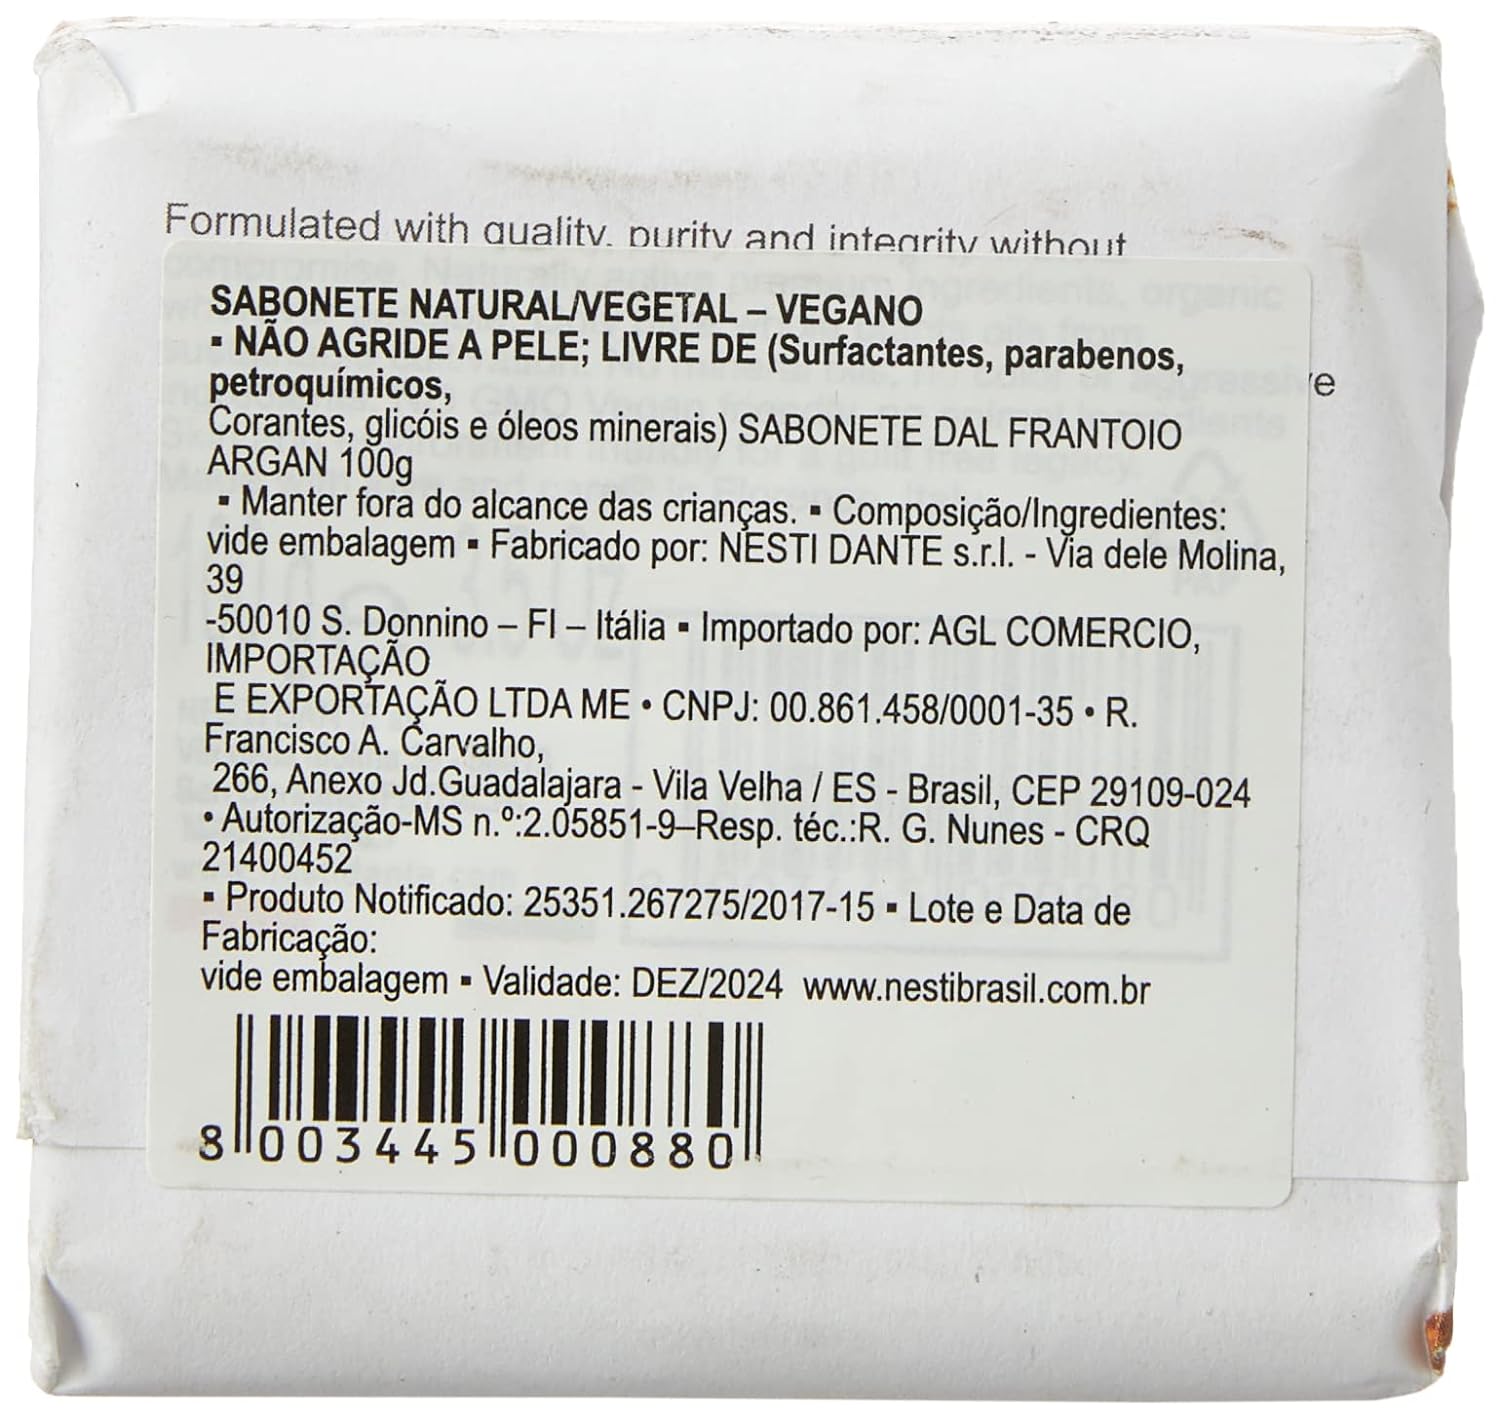 Formulated with quality, purity and integrity without
SABONETE NATURAL/VEGETAL – VEGANO
▪ NÃO AGRIDE A PELE; LIVRE DE (Surfactantes, parabenos,
petroquímicos,
Corantes, glicóis e óleos minerais) SABONETE DAL FRANTOIO
ARGAN 100g
▪ Manter fora do alcance das crianças. ▪ Composição/Ingredientes:
vide embalagem ▪ Fabricado por: NESTI DANTE s.r.l. - Via dele Molina,
39
-50010 S. Donnino – FI – Itália ▪ Importado por: AGL COMERCIO,
IMPORTAÇÃO
E EXPORTAÇÃO LTDA ME • CNPJ: 00.861.458/0001-35 • R.
Francisco A. Carvalho,
266, Anexo Jd.Guadalajara - Vila Velha / ES - Brasil, CEP 29109-024
• Autorização-MS n.º:2.05851-9–Resp. téc.:R. G. Nunes - CRQ
21400452
▪ Produto Notificado: 25351.267275/2017-15 ▪ Lote e Data de
Fabricação:
vide embalagem ▪ Validade: DEZ/2024 www.nestibrasil.com.br
8 003445 000880